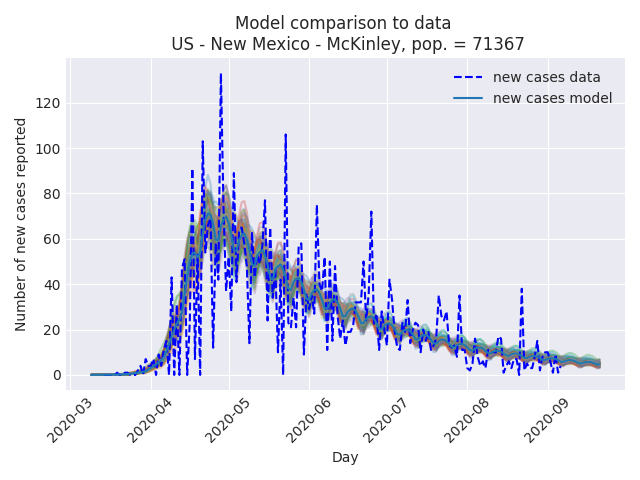 Model comparison to data
US - New Mexico - McKinley, pop. = 71367
new cases data
new cases model
Number of new cases reported
120
100
80
60
40
20
0
2020-03
2020-04
2020-05
2020-06
2020-07
2020-08
2020-09
Day